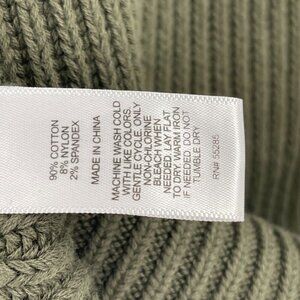 90% COTTON
8% NYLON
2% SPANDEX
MADE IN CHINA
MACHINE WASH COLD
WITH LIKE COLORS.
GENTLE CYCLE. ONLY
NON-CHLORINE
BLEACH WHEN
NEEDED. LAY FLAT
TO DRY. WARM IRON
IF NEEDED. DO NOT
TUMBLE DRY.
RN# 55285